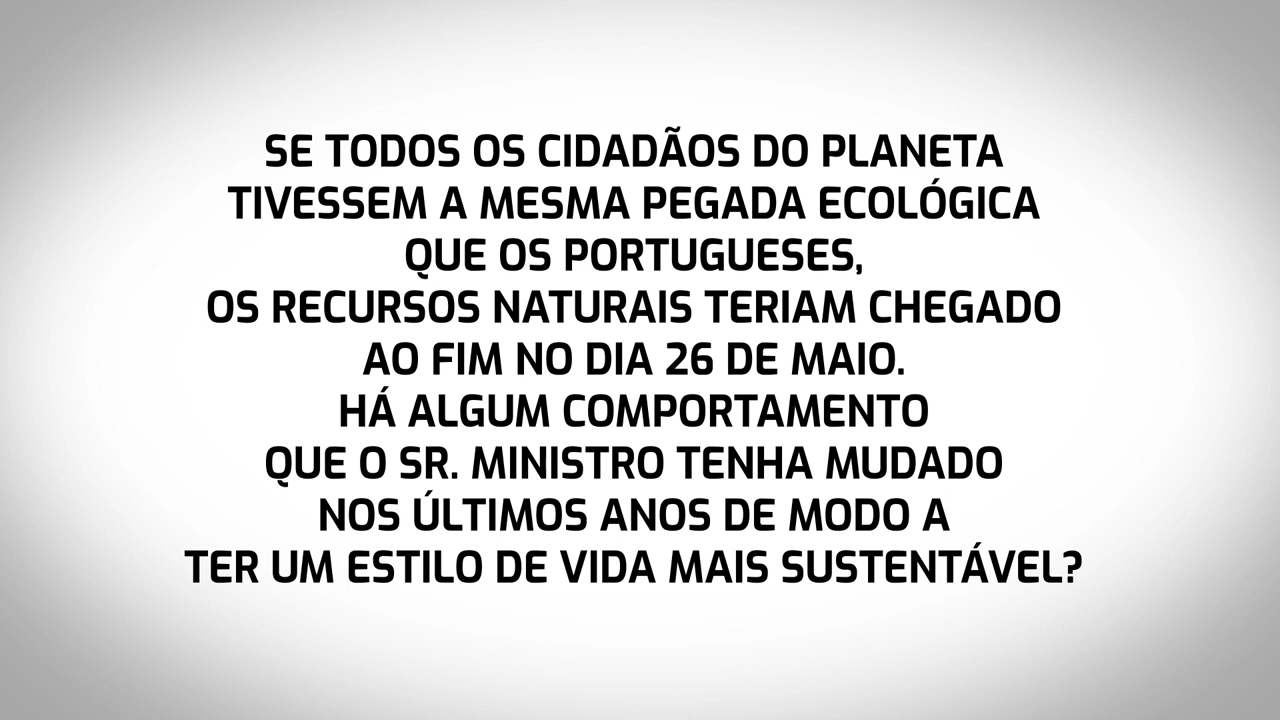 SE TODOS OS CIDADÃOS DO PLANETA
TIVESSEM A MESMA PEGADA ECOLÓGICA
QUE OS PORTUGUESES,
OS RECURSOS NATURAIS TERIAM CHEGADO
AO FIM NO DIA 26 DE MAIO.
HÁ ALGUM COMPORTAMENTO
QUE O SR. MINISTRO TENHA MUDADO
NOS ÚLTIMOS ANOS DE MODO A
TER UM ESTILO DE VIDA MAIS SUSTENTÁVEL?